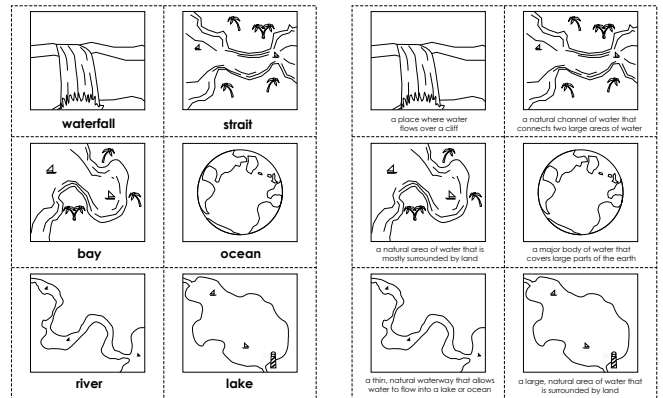 waterfall
strait
bay
ocean
river
lake
a place where water
flows over a cliff
a natural channel of water that
connects two large areas of water
a natural area of water that is
mostly surrounded by land
a major body of water that
covers large parts of the earth
a thin, natural waterway that allows
water to flow into a lake or ocean
a large, natural area of water that
is surrounded by land